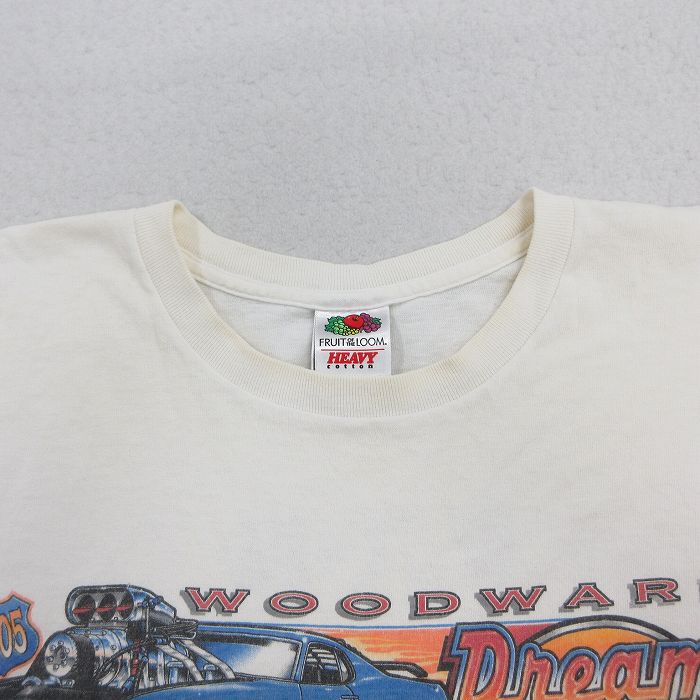 FRUIT OF THE LOOM®
HEAVY
cotton
WOODWAR
05
Dream